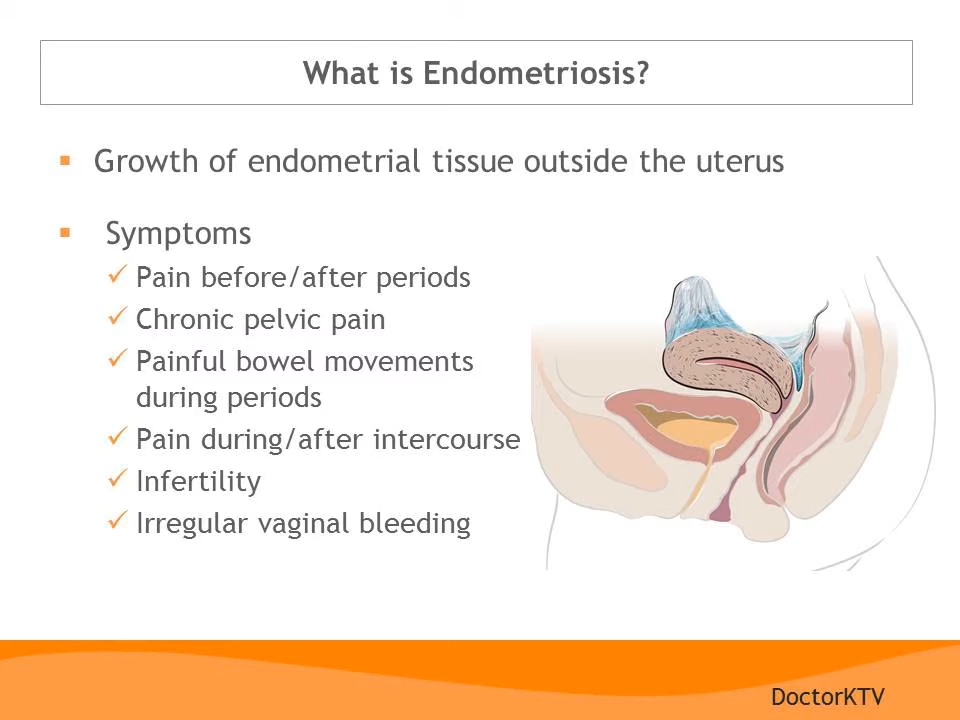 What is Endometriosis?
Growth of endometrial tissue outside the uterus
Symptoms
Pain before/after periods
Chronic pelvic pain
Painful bowel movements
during periods
Pain during/after intercourse
Infertility
Irregular vaginal bleeding
DoctorKTV